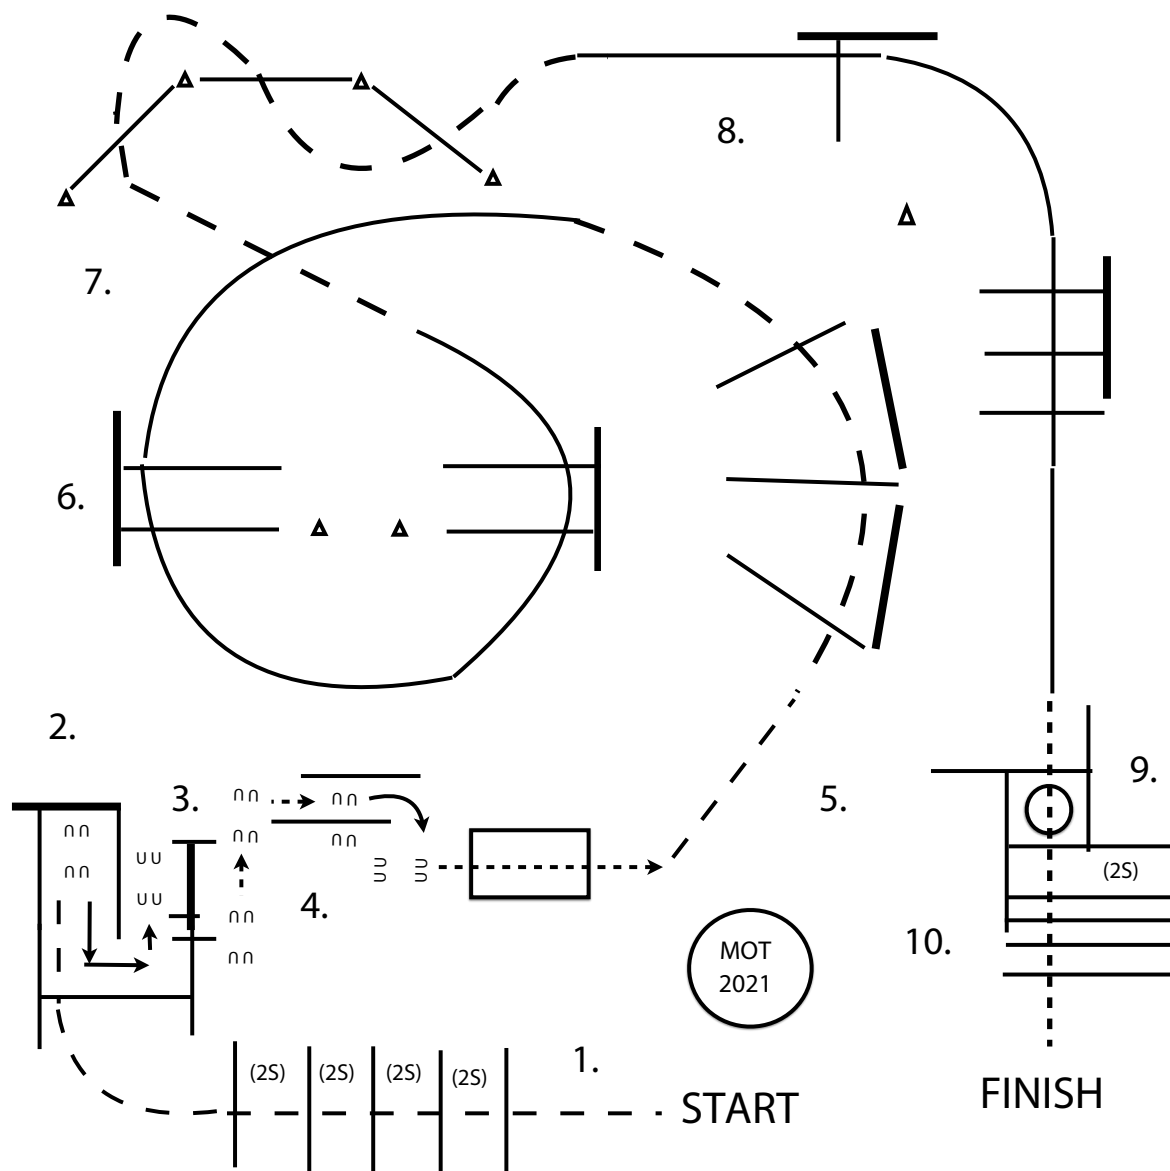 8.
7.
6.
2.
3.
5.
9.
(2S)
4.
10.
MOT
2021
1.
(2S)
(2S)
(2S)
(2S)
START
FINISH